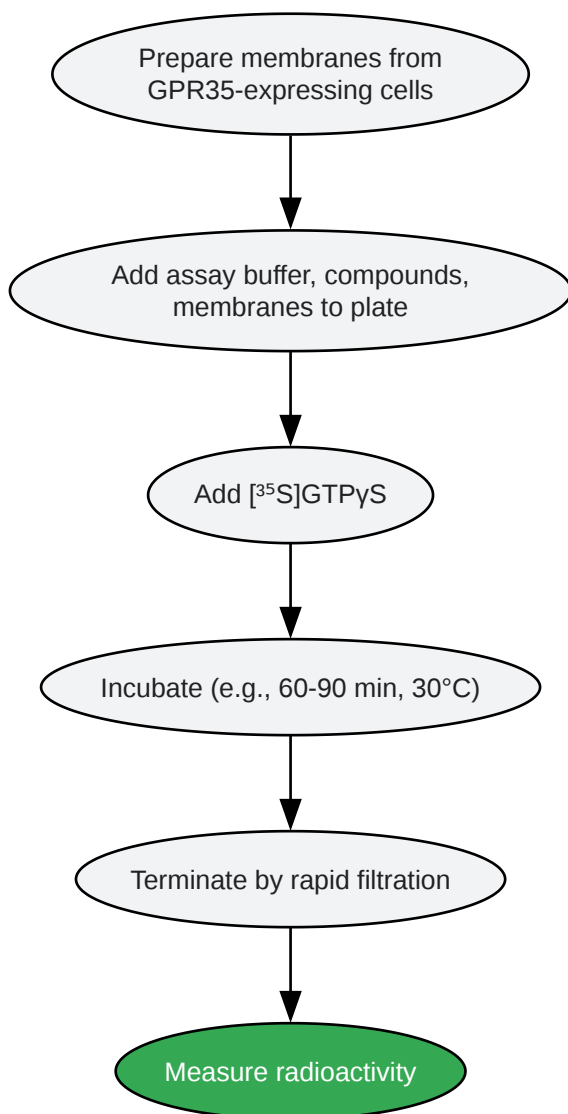 Prepare membranes from
GPR35-expressing cells
Add assay buffer, compounds,
membranes to plate
Add [³⁵S]GTPγS
Incubate (e.g., 60-90 min, 30°C)
Terminate by rapid filtration
Measure radioactivity